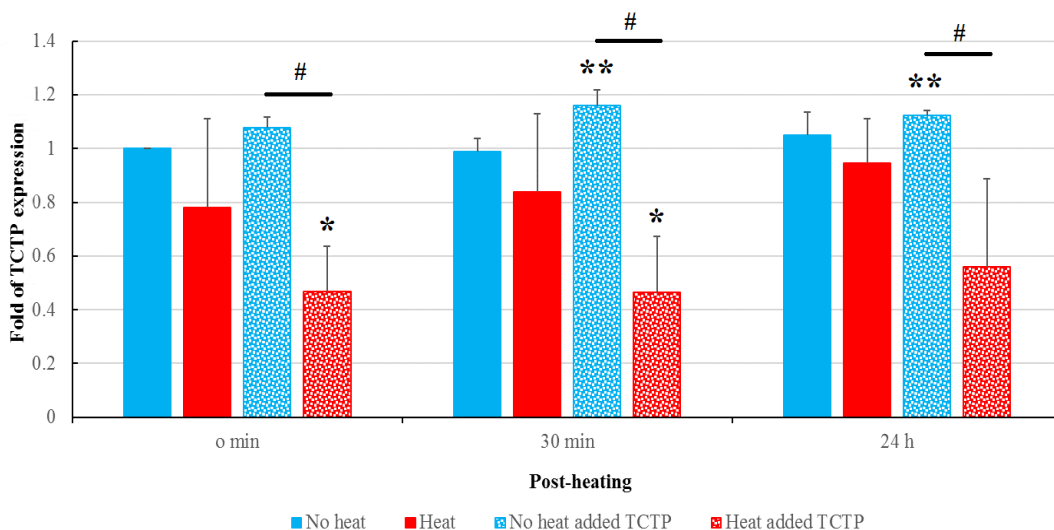 #
#
#
1.4
1.2
1
0.8
0.6
0.4
0.2
0
**
**
*
*
Fold of TCTP expression
o min
30 min
24 h
Post-heating
No heat
Heat
No heat added TCTP
Heat added TCTP